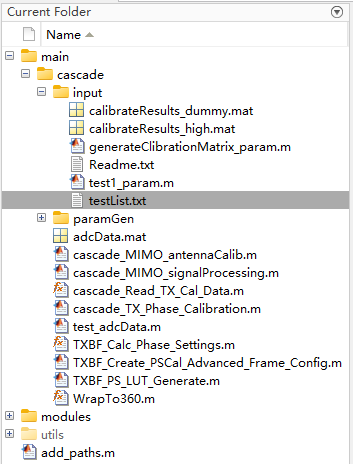 Current Folder
Name
main
cascade
input
calibrateResults_dummy.mat
calibrateResults_high.mat
generateClibrationMatrix_param.m
Readme.txt
test1_param.m
testList.txt
paramGen
adcData.mat
cascade_MIMO_antennaCalib.m
cascade_MIMO_signalProcessing.m
cascade_Read_TX_Cal_Data.m
cascade_TX_Phase_Calibration.m
test_adcData.m
TXBF_Calc_Phase_Settings.m
TXBF_Create_PSCal_Advanced_Frame_Config.m
TXBF_PS_LUT_Generate.m
WrapTo360.m
modules
utils
add_paths.m